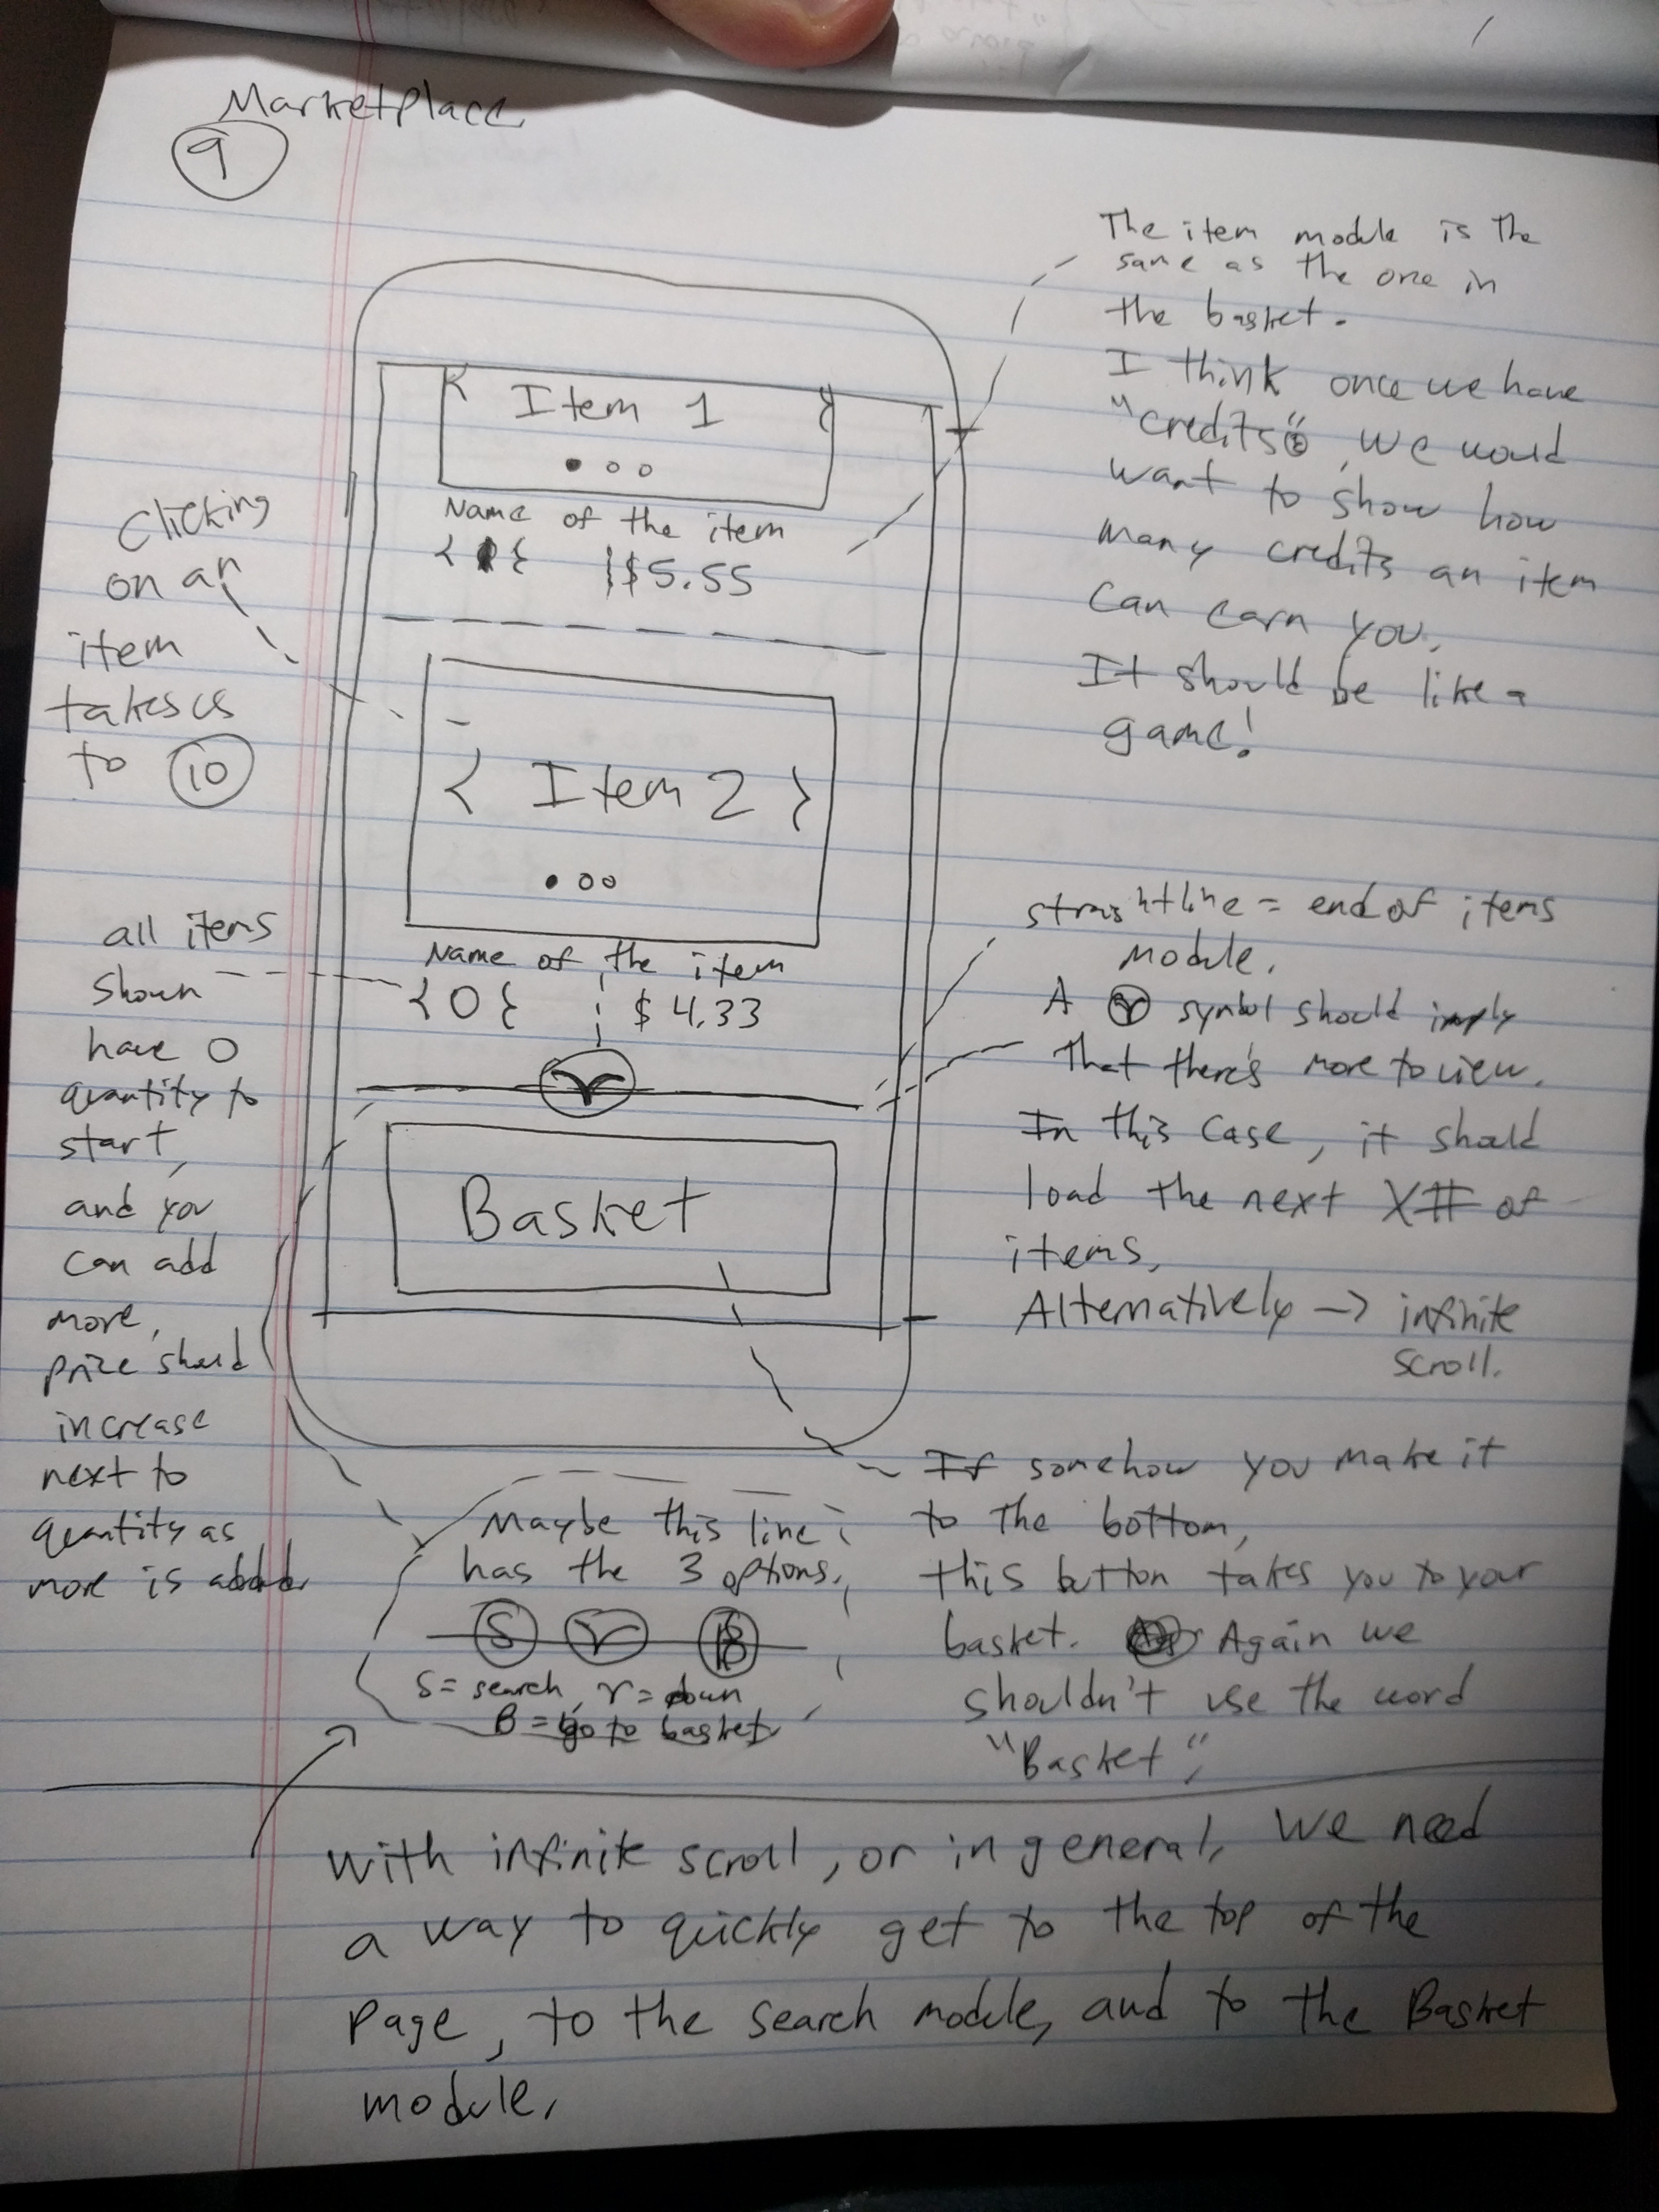 Marketplace
9
The item module is the
same as the one in
the basket.
I think once we have
"credits", we would
want to show how
many credits an item
can earn you.
It should be like a
game!
Item 1
Name of the item
$5.55
Clicking
on an
item
takes us
to 10
< Item 2 >
Name of the item
{0} $4.33
all items
shown
have 0
quantity to
start,
and you
can add
more,
price should
increase
next to
quantity as
more is added
straightline = end of items
module.
A symbol should imply
that there's more to view.
In this case, it should
load the next X# of
items,
Alternatively → infinite
scroll.
Basket
If somehow you make it
to the bottom,
this button takes you to your
basket. Again we
shouldn't use the word
"Basket",
Maybe this line
has the 3 options.
S B
S = search, = down
B = go to basket
With infinite scroll, or in general, we need
a way to quickly get to the top of the
page, to the search module, and to the Basket
module.